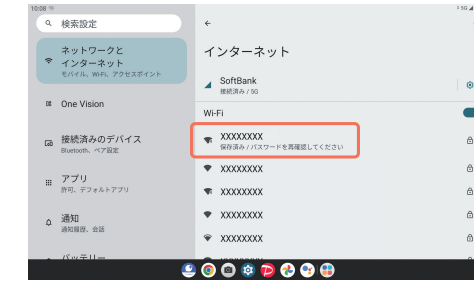 10:08
5G
検索設定
ネットワークと
インターネット
モバイル、Wi-Fi、アクセスポイント
One Vision
接続済みのデバイス
Bluetooth、ペア設定
アプリ
許可、デフォルトアプリ
通知
通知履歴、会話
バッテリー
←
インターネット
SoftBank
接続済み / 5G
Wi-Fi
XXXXXXXX
保存済み / パスワードを再確認してください
XXXXXXXX
XXXXXXXX
XXXXXXXX
XXXXXXXX
XXXXXXXX